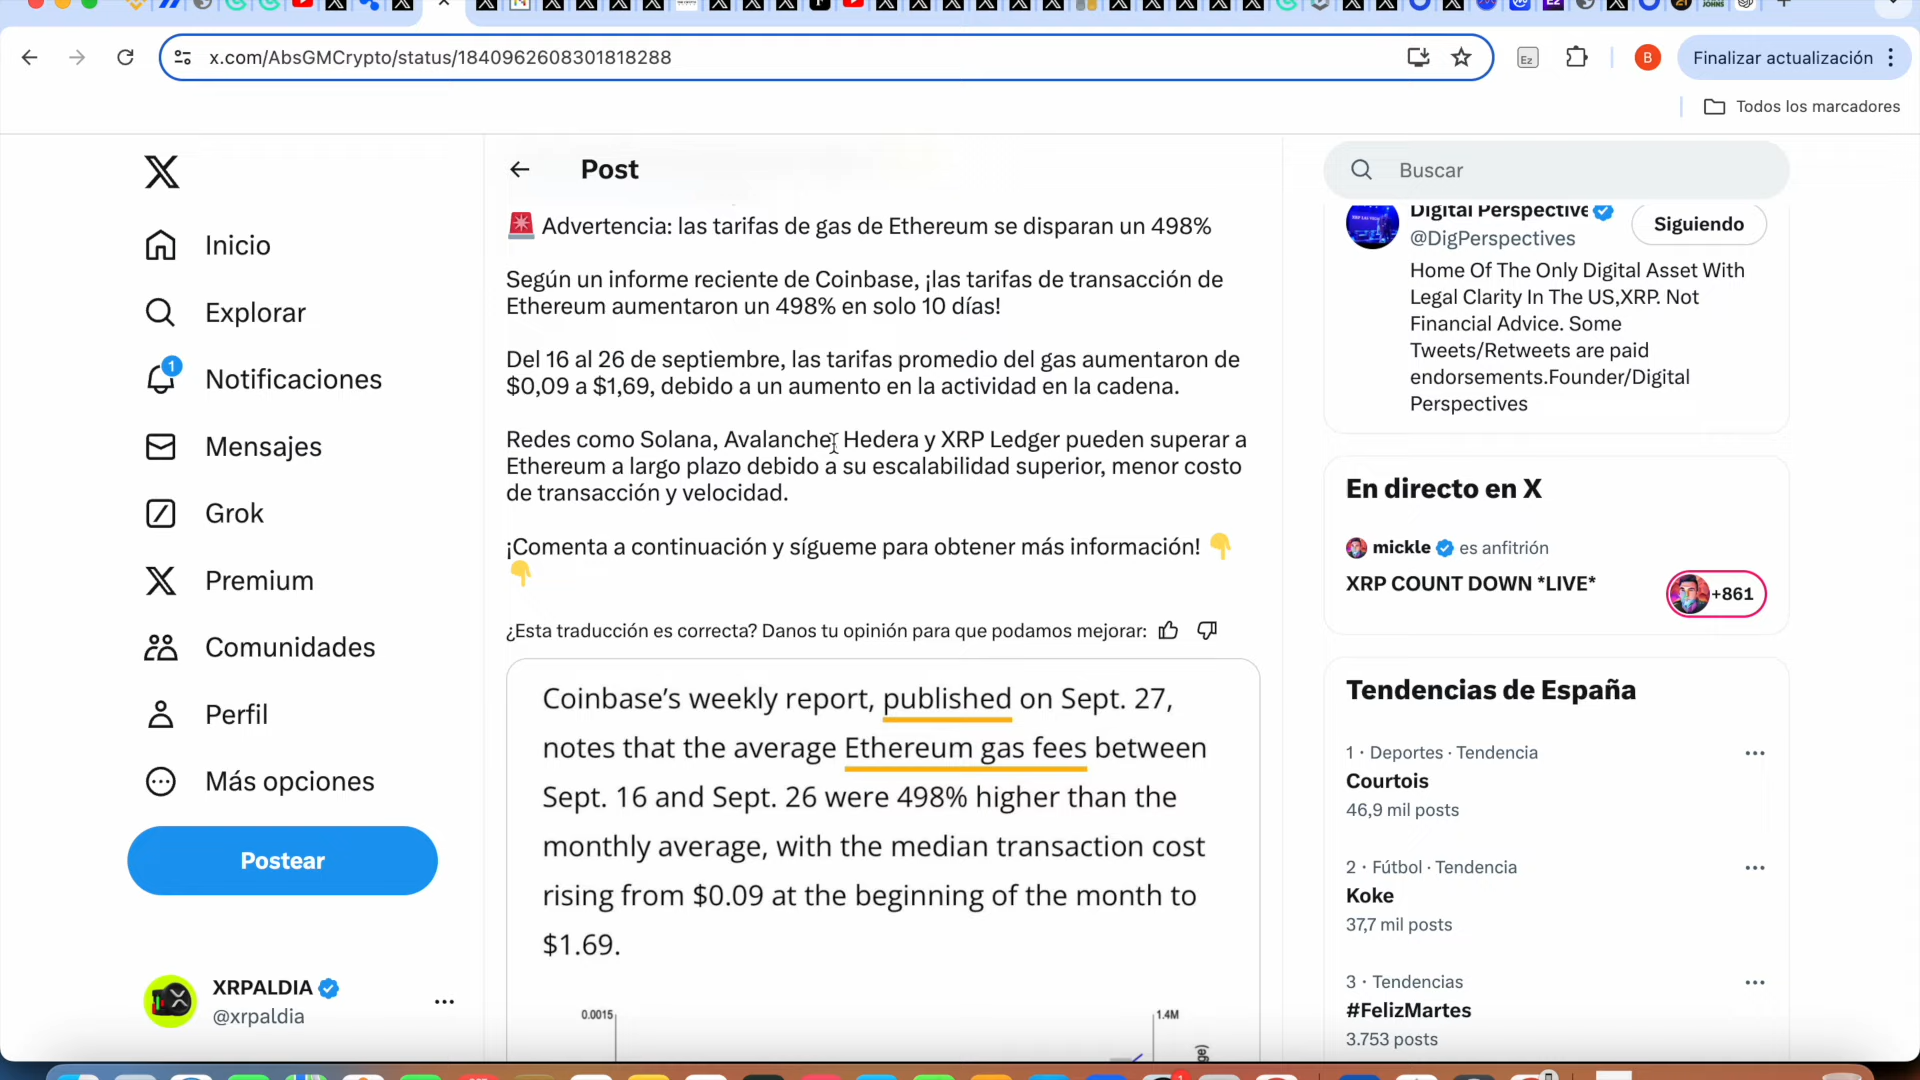 x.com/AbsGMCrypto/status/1840962608301818288
Ez
B
Finalizar actualización
Todos los marcadores
Post
Buscar
Inicio
Explorar
1
Notificaciones
Mensajes
Grok
Premium
Comunidades
Perfil
Más opciones
Postear
XRPALDIA
@xrpaldia
Advertencia: las tarifas de gas de Ethereum se disparan un 498%
Según un informe reciente de Coinbase, ¡las tarifas de transacción de
Ethereum aumentaron un 498% en solo 10 días!
Del 16 al 26 de septiembre, las tarifas promedio del gas aumentaron de
$0,09 a $1,69, debido a un aumento en la actividad en la cadena.
Redes como Solana, Avalanche, Hedera y XRP Ledger pueden superar a
Ethereum a largo plazo debido a su escalabilidad superior, menor costo
de transacción y velocidad.
¡Comenta a continuación y sígueme para obtener más información!
¿Esta traducción es correcta? Danos tu opinión para que podamos mejorar:
Coinbase’s weekly report, published on Sept. 27,
notes that the average Ethereum gas fees between
Sept. 16 and Sept. 26 were 498% higher than the
monthly average, with the median transaction cost
rising from $0.09 at the beginning of the month to
$1.69.
0.0015
1.4M
Digital Perspective
@DigPerspectives
Siguiendo
Home Of The Only Digital Asset With
Legal Clarity In The US,XRP. Not
Financial Advice. Some
Tweets/Retweets are paid
endorsements.Founder/Digital
Perspectives
En directo en X
mickle es anfitrión
XRP COUNT DOWN *LIVE*
+861
Tendencias de España
1 · Deportes · Tendencia
Courtois
46,9 mil posts
2 · Fútbol · Tendencia
Koke
37,7 mil posts
3 · Tendencias
#FelizMartes
3.753 posts